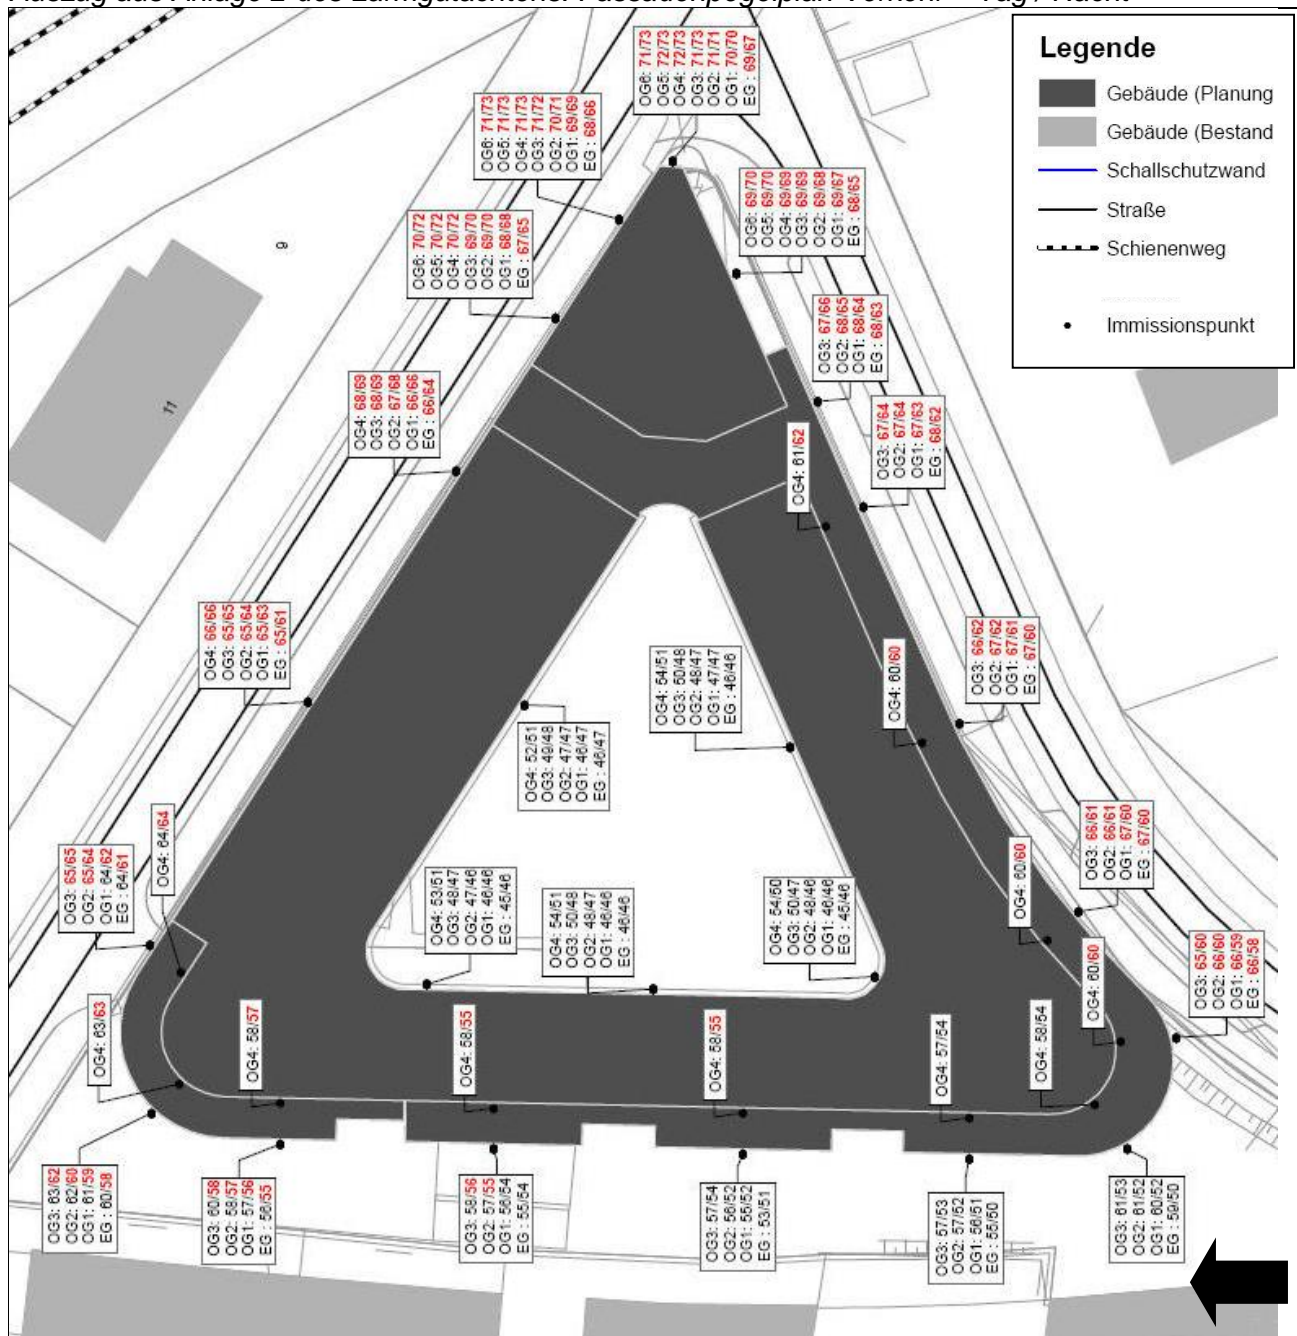 Auszug aus Anlage 2 des Lärmgutachtens: Fassadenpegelplan Verkehr – Tag / Nacht
Legende
Gebäude (Planung
Gebäude (Bestand
Schallschutzwand
Straße
Schienenweg
Immissionspunkt
OG6: 71/73
OG5: 72/73
OG4: 72/73
OG3: 71/73
OG2: 71/71
OG1: 70/70
EG : 69/67
OG6: 71/73
OG5: 71/73
OG4: 71/73
OG3: 71/72
OG2: 70/71
OG1: 69/69
EG : 68/66
OG6: 69/70
OG5: 69/70
OG4: 69/69
OG3: 69/69
OG2: 69/68
OG1: 69/67
EG : 68/65
OG6: 70/72
OG5: 70/72
OG4: 70/72
OG3: 69/70
OG2: 69/70
OG1: 68/68
EG : 67/65
9
OG3: 67/66
OG2: 68/65
OG1: 68/64
EG : 68/63
11
OG4: 68/69
OG3: 68/69
OG2: 67/68
OG1: 66/66
EG : 66/64
OG3: 67/64
OG2: 67/64
OG1: 67/63
EG : 68/62
OG4: 61/62
OG4: 66/66
OG3: 65/65
OG2: 65/64
OG1: 65/63
EG : 65/61
OG3: 66/62
OG2: 67/62
OG1: 67/61
EG : 67/60
OG4: 54/51
OG3: 50/48
OG2: 48/47
OG1: 47/47
EG : 46/46
OG4: 60/60
OG4: 52/51
OG3: 49/48
OG2: 47/47
OG1: 46/47
EG : 46/47
OG3: 65/65
OG2: 65/64
OG1: 64/62
EG : 64/61
OG4: 64/64
OG3: 66/61
OG2: 66/61
OG1: 67/60
EG : 67/60
OG4: 53/51
OG3: 48/47
OG2: 47/46
OG1: 46/46
EG : 45/46
OG4: 54/51
OG3: 50/48
OG2: 48/47
OG1: 46/46
EG : 46/46
OG4: 54/50
OG3: 50/47
OG2: 48/46
OG1: 46/46
EG : 45/46
OG4: 60/60
OG3: 65/60
OG2: 66/60
OG1: 66/59
EG : 66/58
OG4: 60/60
OG4: 63/63
OG4: 58/57
OG4: 58/55
OG4: 58/55
OG4: 57/54
OG4: 58/54
OG3: 63/62
OG2: 62/60
OG1: 61/59
EG : 60/58
OG3: 60/58
OG2: 58/57
OG1: 57/56
EG : 56/55
OG3: 58/56
OG2: 57/55
OG1: 56/54
EG : 55/54
OG3: 57/54
OG2: 56/52
OG1: 55/52
EG : 53/51
OG3: 57/53
OG2: 57/52
OG1: 56/51
EG : 55/50
OG3: 61/53
OG2: 61/52
OG1: 60/52
EG : 59/50